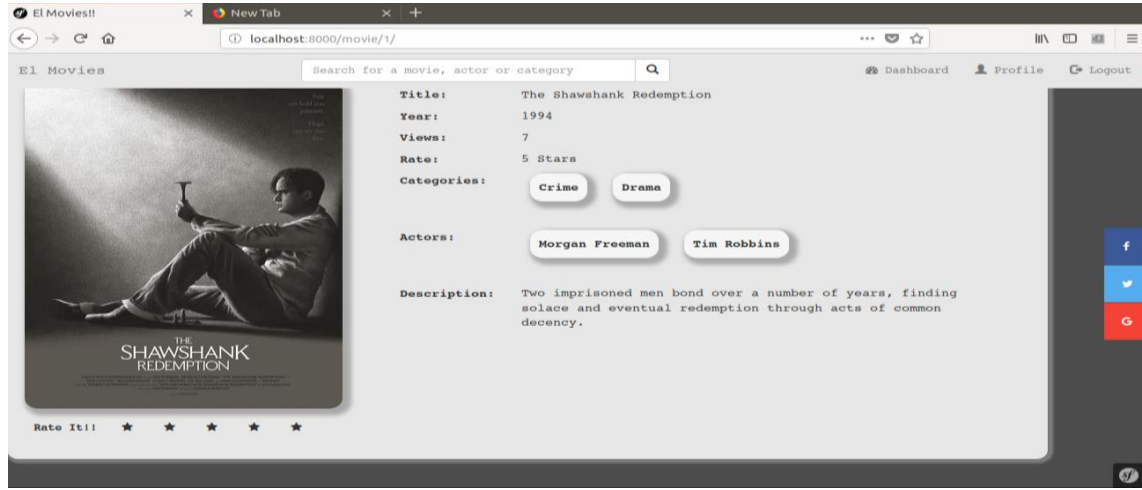 El Movies!!
New Tab
localhost:8000/movie/1/
El Movies
Search for a movie, actor or category
Dashboard
Profile
Logout
Title: The Shawshank Redemption
Year: 1994
Views: 7
Rate: 5 Stars
Categories: Crime Drama
Actors: Morgan Freeman Tim Robbins
Description: Two imprisoned men bond over a number of years, finding
solace and eventual redemption through acts of common
decency.
THE
SHAWSHANK
REDEMPTION
Rate It!!
f
G
sf